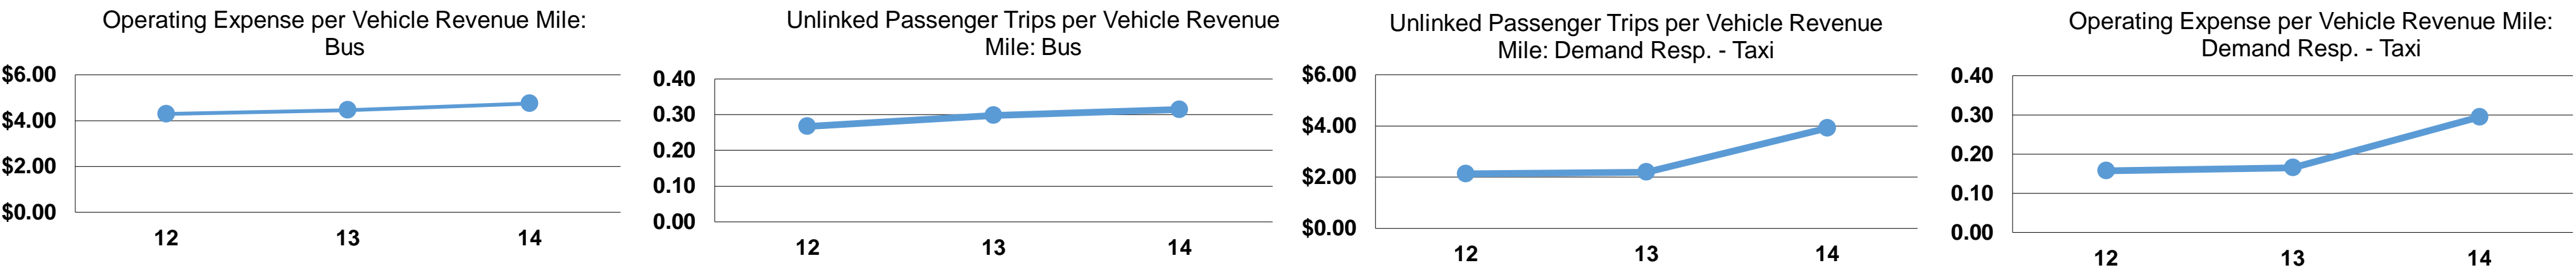 Operating Expense per Vehicle Revenue Mile:
Bus
$6.00
$4.00
$2.00
$0.00
12 13 14
Unlinked Passenger Trips per Vehicle Revenue
Mile: Bus
0.40
0.30
0.20
0.10
0.00
12 13 14
Unlinked Passenger Trips per Vehicle Revenue
Mile: Demand Resp. - Taxi
$6.00
$4.00
$2.00
$0.00
12 13 14
Operating Expense per Vehicle Revenue Mile:
Demand Resp. - Taxi
0.40
0.30
0.20
0.10
0.00
12 13 14